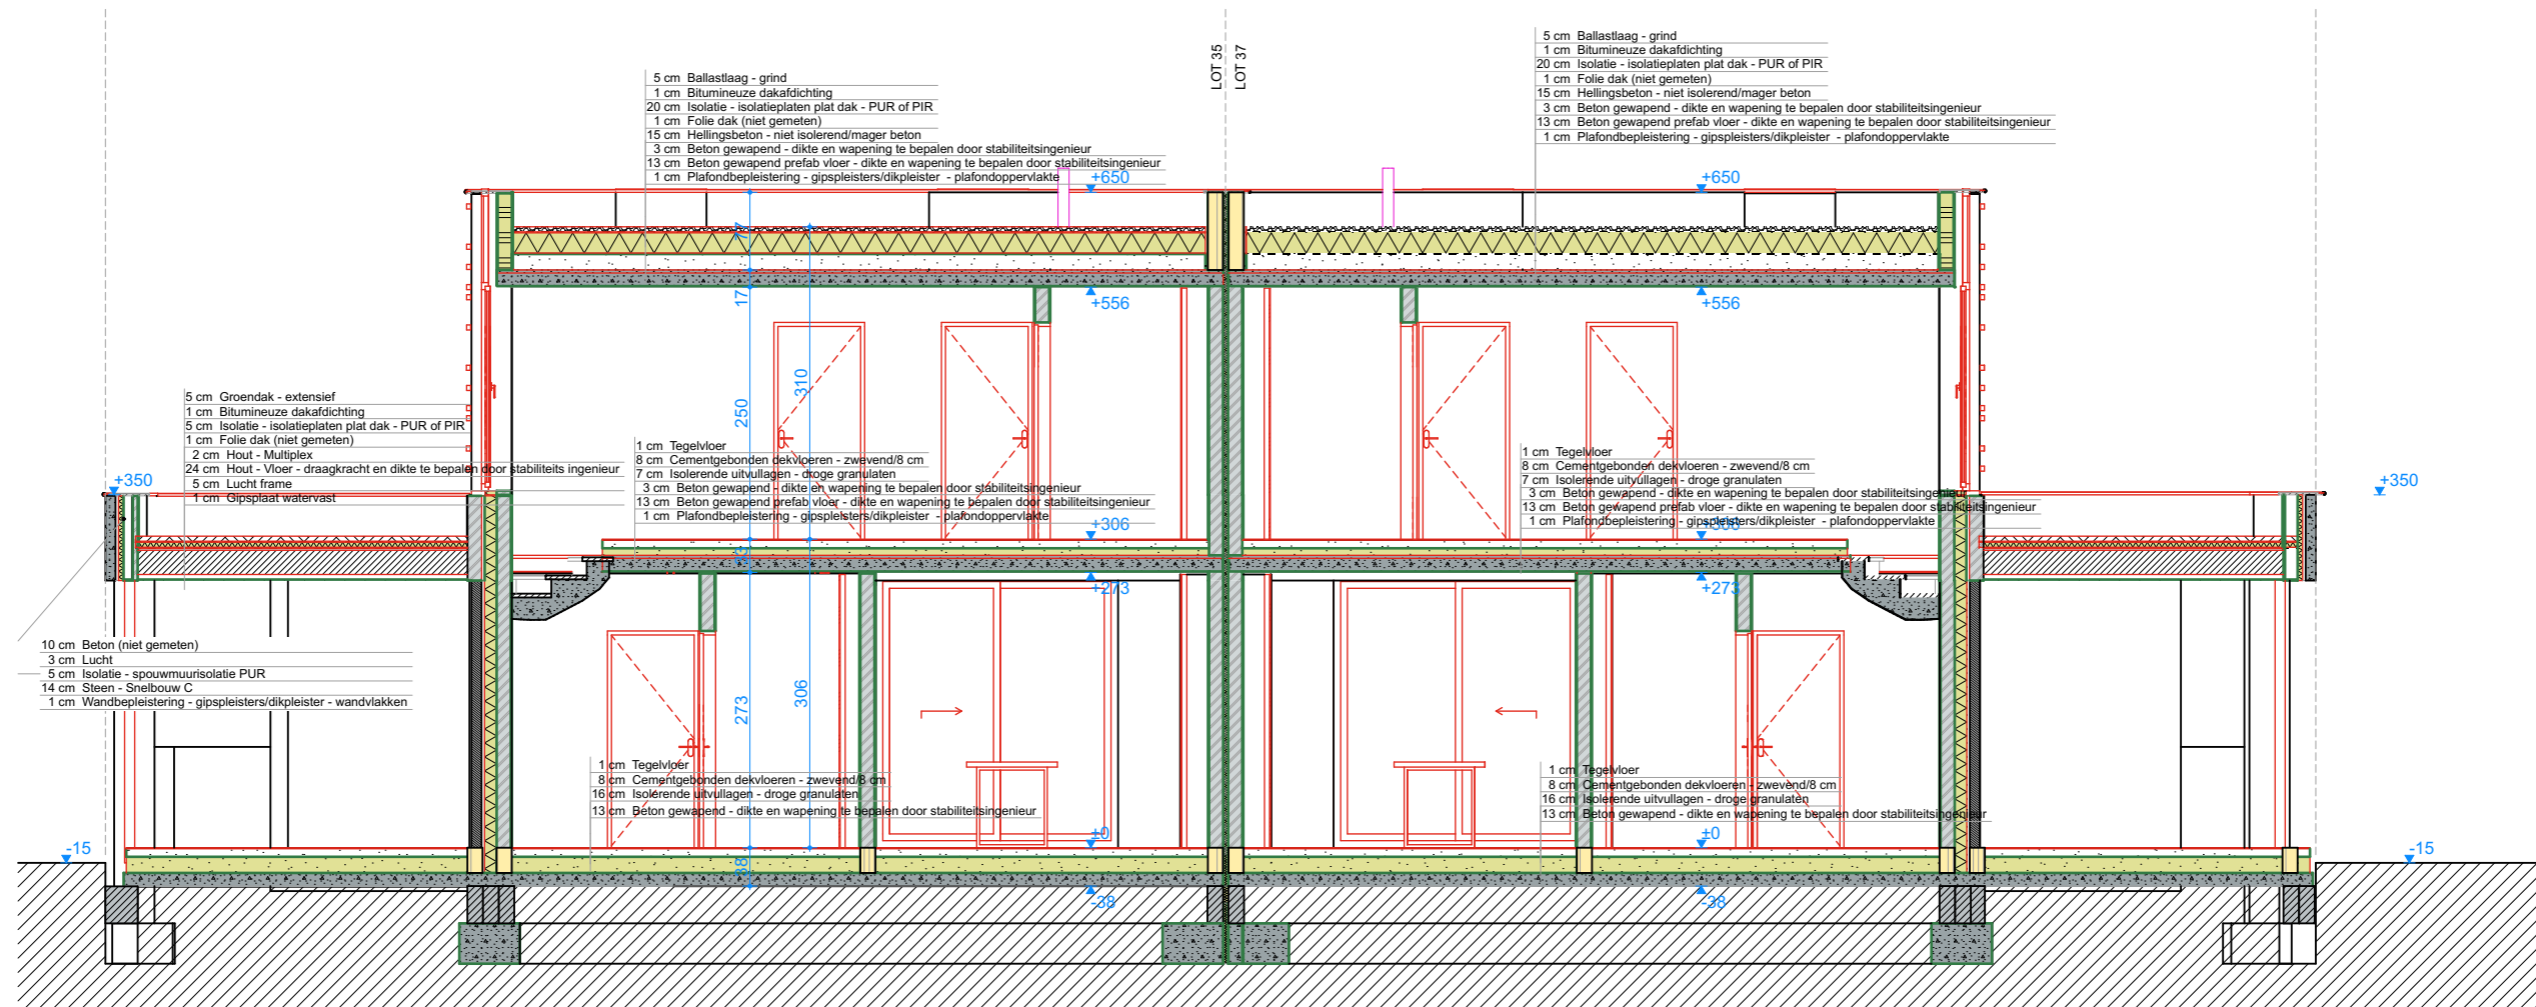 LOT 35
LOT 37
5 cm Ballastlaag - grind
1 cm Bitumineuze dakafdichting
20 cm Isolatie - isolatieplaten plat dak - PUR of PIR
1 cm Folie dak (niet gemeten)
15 cm Hellingsbeton - niet isolerend/mager beton
3 cm Beton gewapend - dikte en wapening te bepalen door stabiliteitsingenieur
13 cm Beton gewapend prefab vloer - dikte en wapening te bepalen door stabiliteitsingenieur
1 cm Plafondbepleistering - gipspleisters/dikpleister - plafondoppervlakte
5 cm Ballastlaag - grind
1 cm Bitumineuze dakafdichting
20 cm Isolatie - isolatieplaten plat dak - PUR of PIR
1 cm Folie dak (niet gemeten)
15 cm Hellingsbeton - niet isolerend/mager beton
3 cm Beton gewapend - dikte en wapening te bepalen door stabiliteitsingenieur
13 cm Beton gewapend prefab vloer - dikte en wapening te bepalen door stabiliteitsingenieur
1 cm Plafondbepleistering - gipspleisters/dikpleister - plafondoppervlakte
+650
+650
77
17
+556
+556
250
310
5 cm Groendak - extensief
1 cm Bitumineuze dakafdichting
5 cm Isolatie - isolatieplaten plat dak - PUR of PIR
1 cm Folie dak (niet gemeten)
2 cm Hout - Multiplex
24 cm Hout - Vloer - draagkracht en dikte te bepalen door stabiliteits ingenieur
5 cm Lucht frame
1 cm Gipsplaat watervast
+350
+350
1 cm Tegelvloer
8 cm Cementgebonden dekvloeren - zwevend/8 cm
7 cm Isolerende uitvullagen - droge granulaten
3 cm Beton gewapend - dikte en wapening te bepalen door stabiliteitsingenieur
13 cm Beton gewapend prefab vloer - dikte en wapening te bepalen door stabiliteitsingenieur
1 cm Plafondbepleistering - gipspleisters/dikpleister - plafondoppervlakte
1 cm Tegelvloer
8 cm Cementgebonden dekvloeren - zwevend/8 cm
7 cm Isolerende uitvullagen - droge granulaten
3 cm Beton gewapend - dikte en wapening te bepalen door stabiliteitsingenieur
13 cm Beton gewapend prefab vloer - dikte en wapening te bepalen door stabiliteitsingenieur
1 cm Plafondbepleistering - gipspleisters/dikpleister - plafondoppervlakte
+306
+306
33
+273
+273
10 cm Beton (niet gemeten)
3 cm Lucht
5 cm Isolatie - spouwmuurisolatie PUR
14 cm Steen - Snelbouw C
1 cm Wandbepleistering - gipspleisters/dikpleister - wandvlakken
273
306
1 cm Tegelvloer
8 cm Cementgebonden dekvloeren - zwevend/8 cm
16 cm Isolerende uitvullagen - droge granulaten
13 cm Beton gewapend - dikte en wapening te bepalen door stabiliteitsingenieur
1 cm Tegelvloer
8 cm Cementgebonden dekvloeren - zwevend/8 cm
16 cm Isolerende uitvullagen - droge granulaten
13 cm Beton gewapend - dikte en wapening te bepalen door stabiliteitsingenieur
±0
±0
-15
-15
38
-38
-38